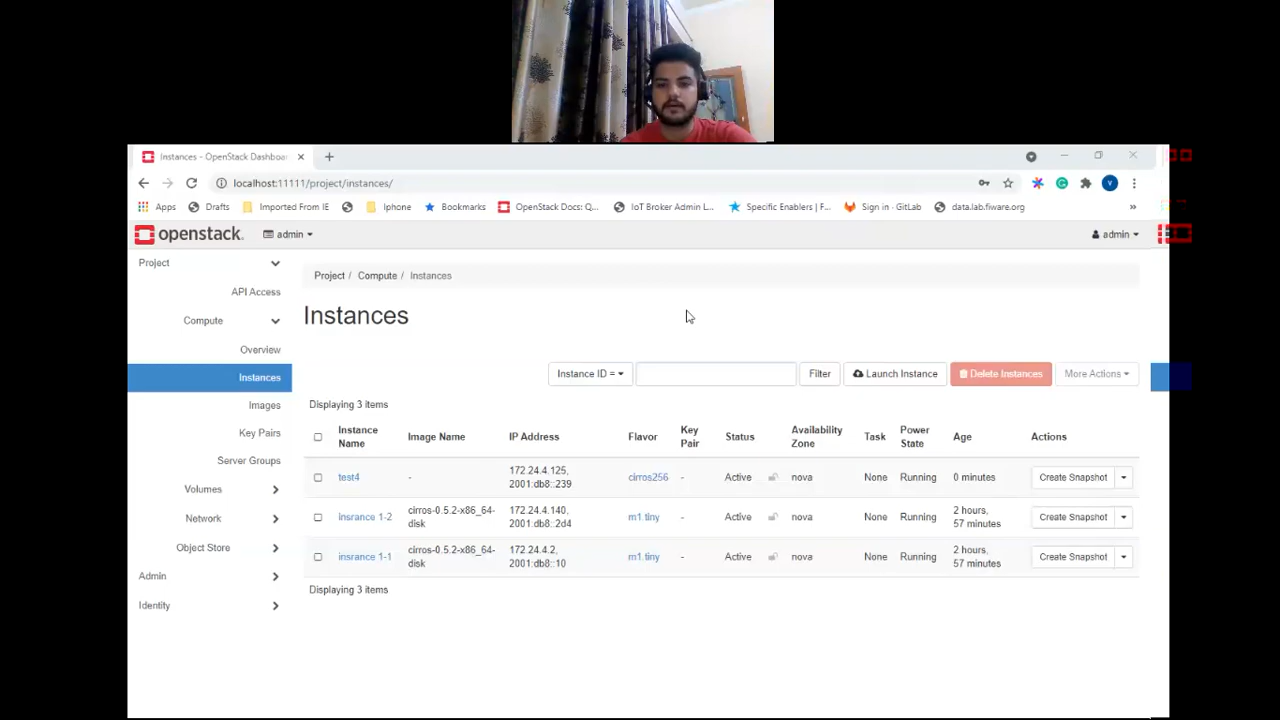 Instances - OpenStack Dashboa
localhost:11111/project/instances/
Apps Drafts Imported From IE Iphone Bookmarks OpenStack Docs: Q... IoT Broker Admin L... Specific Enablers | F... Sign in · GitLab data.lab.fiware.org »
openstack. admin admin
Project
API Access
Compute
Overview
Instances
Images
Key Pairs
Server Groups
Volumes
Network
Object Store
Admin
Identity
Project / Compute / Instances
Instances
Instance ID = Filter Launch Instance Delete Instances More Actions
Displaying 3 items
Instance Name Image Name IP Address Flavor Key Pair Status Availability Zone Task Power State Age Actions
test4 - 172.24.4.125, 2001:db8::239 cirros256 - Active nova None Running 0 minutes Create Snapshot
insrance 1-2 cirros-0.5.2-x86_64-disk 172.24.4.140, 2001:db8::2d4 m1.tiny - Active nova None Running 2 hours, 57 minutes Create Snapshot
insrance 1-1 cirros-0.5.2-x86_64-disk 172.24.4.2, 2001:db8::10 m1.tiny - Active nova None Running 2 hours, 57 minutes Create Snapshot
Displaying 3 items